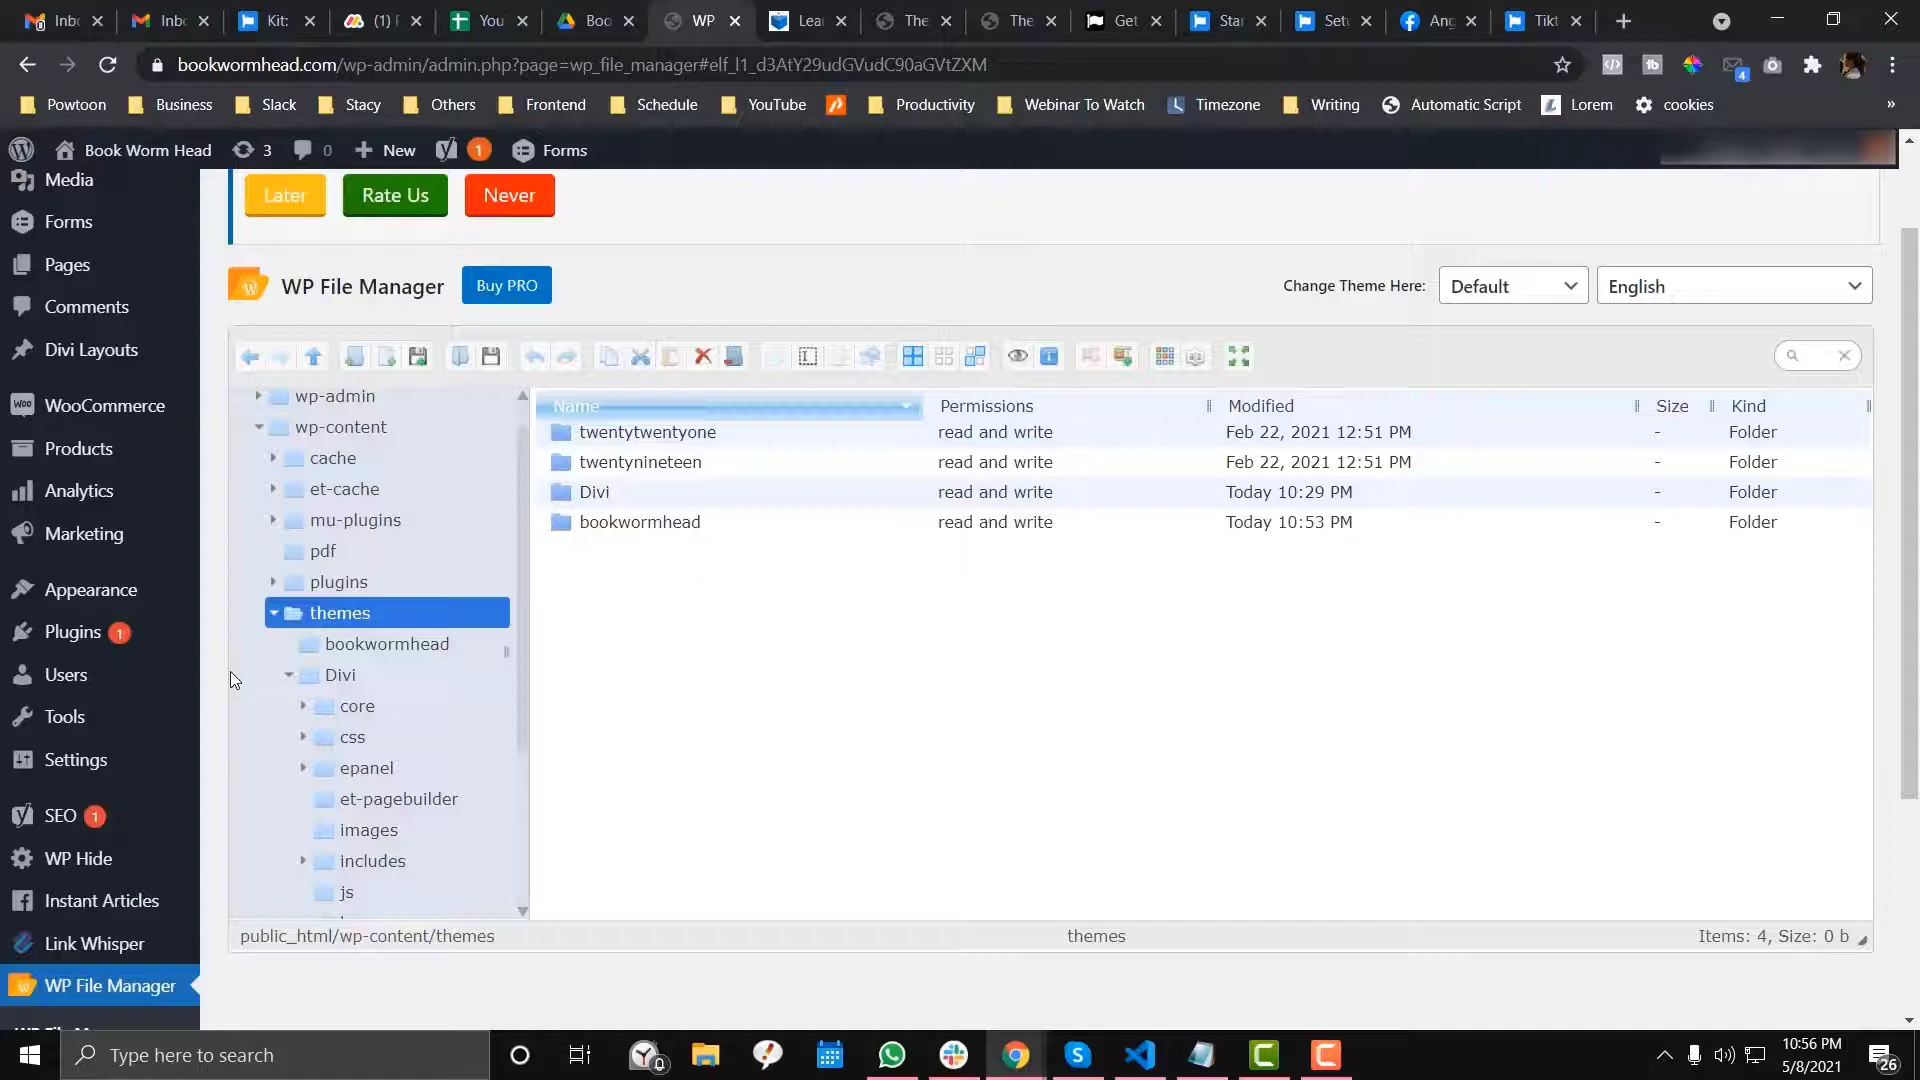 Inbo
Inbo
Kit:
(1) F
You
Boo
WP
Lear
The
The
Get
Star
Setu
Ang
Tikt
bookwormhead.com/wp-admin/admin.php?page=wp_file_manager#elf_l1_d3AtY29udGVudC90aGVtZXM
4
Powtoon
Business
Slack
Stacy
Others
Frontend
Schedule
YouTube
Productivity
Webinar To Watch
Timezone
Writing
Automatic Script
Lorem
cookies
»
Book Worm Head
3
0
New
1
Forms
Media
Forms
Pages
Comments
Divi Layouts
WooCommerce
Products
Analytics
Marketing
Appearance
Plugins 1
Users
Tools
Settings
SEO 1
WP Hide
Instant Articles
Link Whisper
WP File Manager
Later
Rate Us
Never
WP File Manager
Buy PRO
Change Theme Here:
Default
English
wp-admin
wp-content
cache
et-cache
mu-plugins
pdf
plugins
themes
bookwormhead
Divi
core
css
epanel
et-pagebuilder
images
includes
js
Name Permissions Modified Size Kind
twentytwentyone read and write Feb 22, 2021 12:51 PM - Folder
twentynineteen read and write Feb 22, 2021 12:51 PM - Folder
Divi read and write Today 10:29 PM - Folder
bookwormhead read and write Today 10:53 PM - Folder
public_html/wp-content/themes
themes
Items: 4, Size: 0 b
Type here to search
10:56 PM
5/8/2021
26